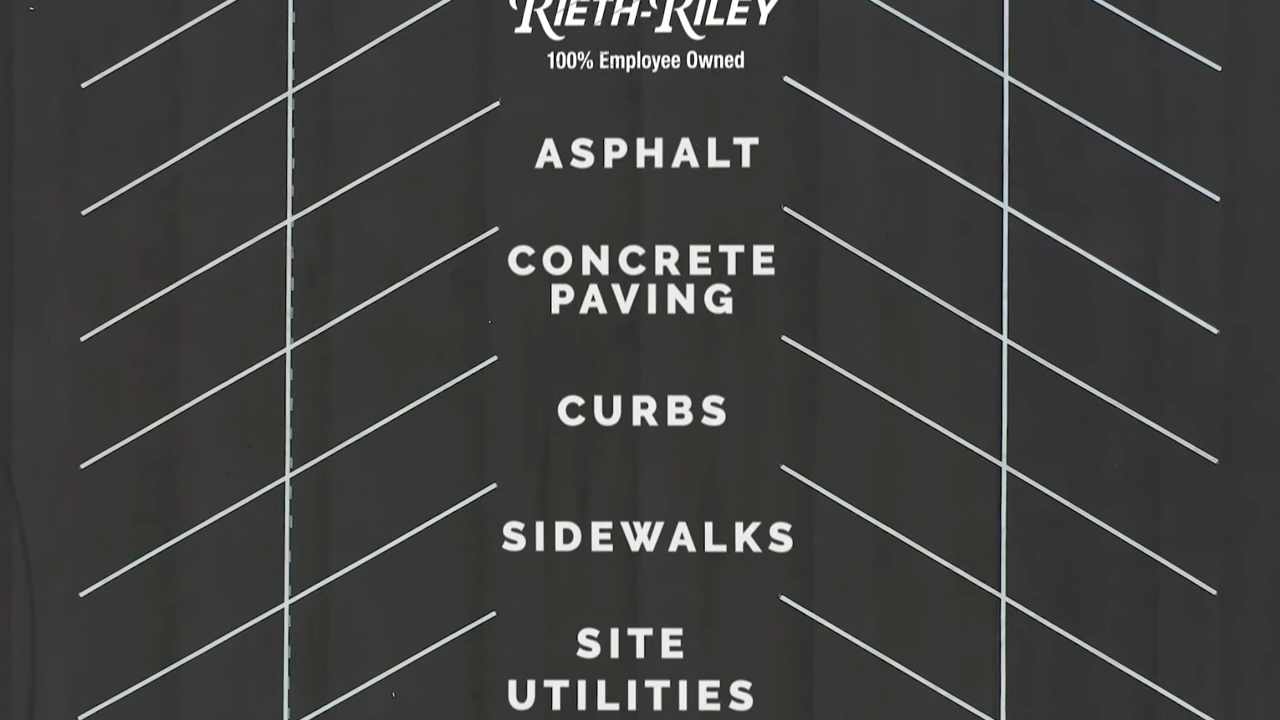 RIETH-RILEY
100% Employee Owned
ASPHALT
CONCRETE
PAVING
CURBS
SIDEWALKS
SITE
UTILITIES